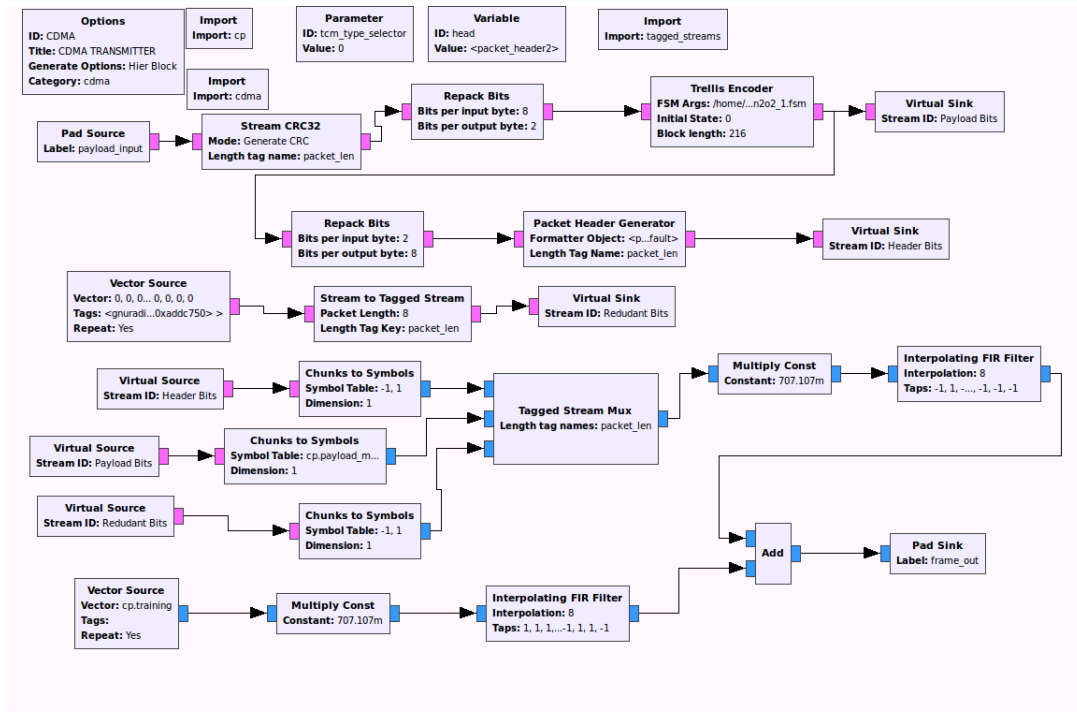 Options
ID: CDMA
Title: CDMA TRANSMITTER
Generate Options: Hier Block
Category: cdma
Import
Import: cp
Import
Import: cdma
Parameter
ID: tcm_type_selector
Value: 0
Variable
ID: head
Value: <packet_header2>
Import
Import: tagged_streams
Pad Source
Label: payload_input
Stream CRC32
Mode: Generate CRC
Length tag name: packet_len
Repack Bits
Bits per input byte: 8
Bits per output byte: 2
Trellis Encoder
FSM Args: /home/...n2o2_1.fsm
Initial State: 0
Block length: 216
Virtual Sink
Stream ID: Payload Bits
Repack Bits
Bits per input byte: 2
Bits per output byte: 8
Packet Header Generator
Formatter Object: <p...fault>
Length Tag Name: packet_len
Virtual Sink
Stream ID: Header Bits
Vector Source
Vector: 0, 0, 0... 0, 0, 0, 0
Tags: <gnuradi...0xaddc750> >
Repeat: Yes
Stream to Tagged Stream
Packet Length: 8
Length Tag Key: packet_len
Virtual Sink
Stream ID: Redudant Bits
Virtual Source
Stream ID: Header Bits
Chunks to Symbols
Symbol Table: -1, 1
Dimension: 1
Tagged Stream Mux
Length tag names: packet_len
Multiply Const
Constant: 707.107m
Interpolating FIR Filter
Interpolation: 8
Taps: -1, 1, -..., -1, -1, -1
Virtual Source
Stream ID: Payload Bits
Chunks to Symbols
Symbol Table: cp.payload_m...
Dimension: 1
Virtual Source
Stream ID: Redudant Bits
Chunks to Symbols
Symbol Table: -1, 1
Dimension: 1
Add
Pad Sink
Label: frame_out
Vector Source
Vector: cp.training
Tags:
Repeat: Yes
Multiply Const
Constant: 707.107m
Interpolating FIR Filter
Interpolation: 8
Taps: 1, 1, 1,...-1, 1, 1, -1